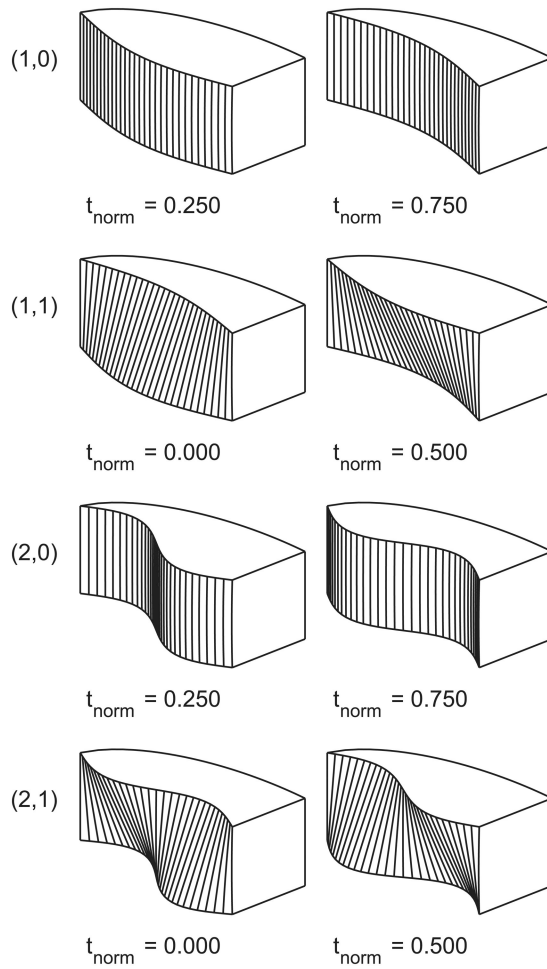 (1,0)
t_norm = 0.250 t_norm = 0.750
(1,1)
t_norm = 0.000 t_norm = 0.500
(2,0)
t_norm = 0.250 t_norm = 0.750
(2,1)
t_norm = 0.000 t_norm = 0.500